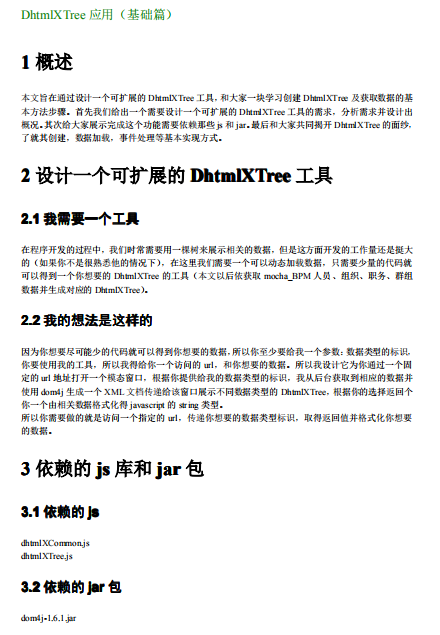 DhtmlXTree 应用（基础篇）
1 概述
本文旨在通过设计一个可扩展的 DhtmlXTree 工具，和大家一块学习创建 DhtmlXTree 及获取数据的基
本方法步骤。首先我们给出一个需要设计一个可扩展的 DhtmlXTree 工具的需求，分析需求并设计出
概况。其次给大家展示完成这个功能需要依赖那些 js 和 jar。最后和大家共同揭开 DhtmlXTree 的面纱，
了就其创建，数据加载，事件处理等基本实现方式。
2 设计一个可扩展的 DhtmlXTree 工具
2.1 我需要一个工具
在程序开发的过程中，我们时常需要用一棵树来展示相关的数据，但是这方面开发的工作量还是挺大
的（如果你不是很熟悉他的情况下），在这里我们需要一个可以动态加载数据，只需要少量的代码就
可以得到一个你想要的 DhtmlXTree 的工具（本文以后依获取 mocha_BPM 人员、组织、职务、群组
数据并生成对应的 DhtmlXTree）。
2.2 我的想法是这样的
因为你想要尽可能少的代码就可以得到你想要的数据，所以你至少要给我一个参数：数据类型的标识，
你要使用我的工具，所以我得给你一个访问的 url，和你想要的数据。所以我设计它为你通过一个固
定的 url 地址打开一个模态窗口，根据你提供给我的数据类型的标识，我从后台获取到相应的数据并
使用 dom4j 生成一个 XML 文档传递给该窗口展示不同数据类型的 DhtmlXTree，根据你的选择返回个
你一个由相关数据格式化得 javascript 的 string 类型。
所以你需要做的就是访问一个指定的 url，传递你想要的数据类型标识，取得返回值并格式化你想要
的数据。
3 依赖的 js 库和 jar 包
3.1 依赖的 js
dhtmlXCommon.js
dhtmlXTree.js
3.2 依赖的 jar 包
dom4j-1.6.1.jar